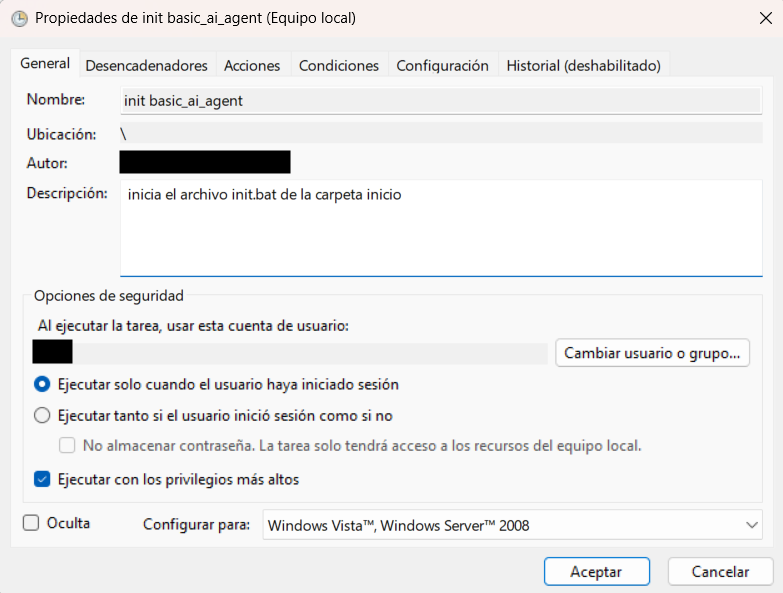 Propiedades de init basic_ai_agent (Equipo local)
General Desencadenadores Acciones Condiciones Configuración Historial (deshabilitado)
Nombre: init basic_ai_agent
Ubicación: \
Autor:
Descripción: inicia el archivo init.bat de la carpeta inicio
Opciones de seguridad
Al ejecutar la tarea, usar esta cuenta de usuario:
Cambiar usuario o grupo...
Ejecutar solo cuando el usuario haya iniciado sesión
Ejecutar tanto si el usuario inició sesión como si no
No almacenar contraseña. La tarea solo tendrá acceso a los recursos del equipo local.
Ejecutar con los privilegios más altos
Oculta Configurar para: Windows Vista™, Windows Server™ 2008
Aceptar Cancelar